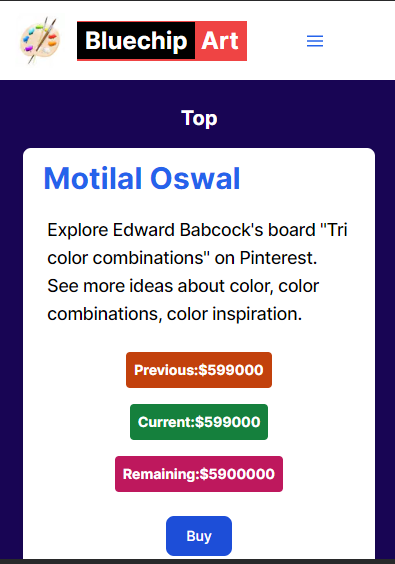 Bluechip Art
Top
Motilal Oswal
Explore Edward Babcock's board "Tri
color combinations" on Pinterest.
See more ideas about color, color
combinations, color inspiration.
Previous:$599000
Current:$599000
Remaining:$5900000
Buy